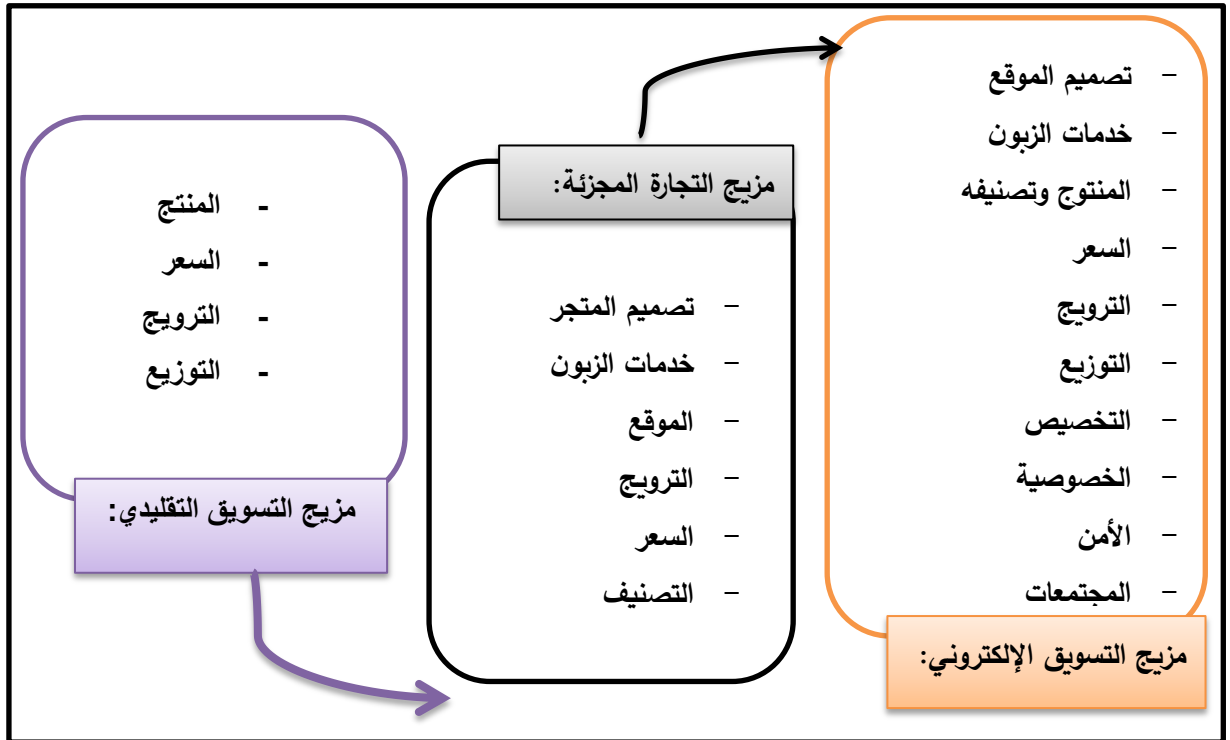 - تصميم الموقع
- خدمات الزبون
- المنتوج وتصنيفه
- السعر
- الترويج
- التوزيع
- التخصيص
- الخصوصية
- الأمن
- المجتمعات
مزيج التسويق الإلكتروني:
مزيج التجارة المجزئة:
- تصميم المتجر
- خدمات الزبون
- الموقع
- الترويج
- السعر
- التصنيف
- المنتج
- السعر
- الترويج
- التوزيع
مزيج التسويق التقليدي: